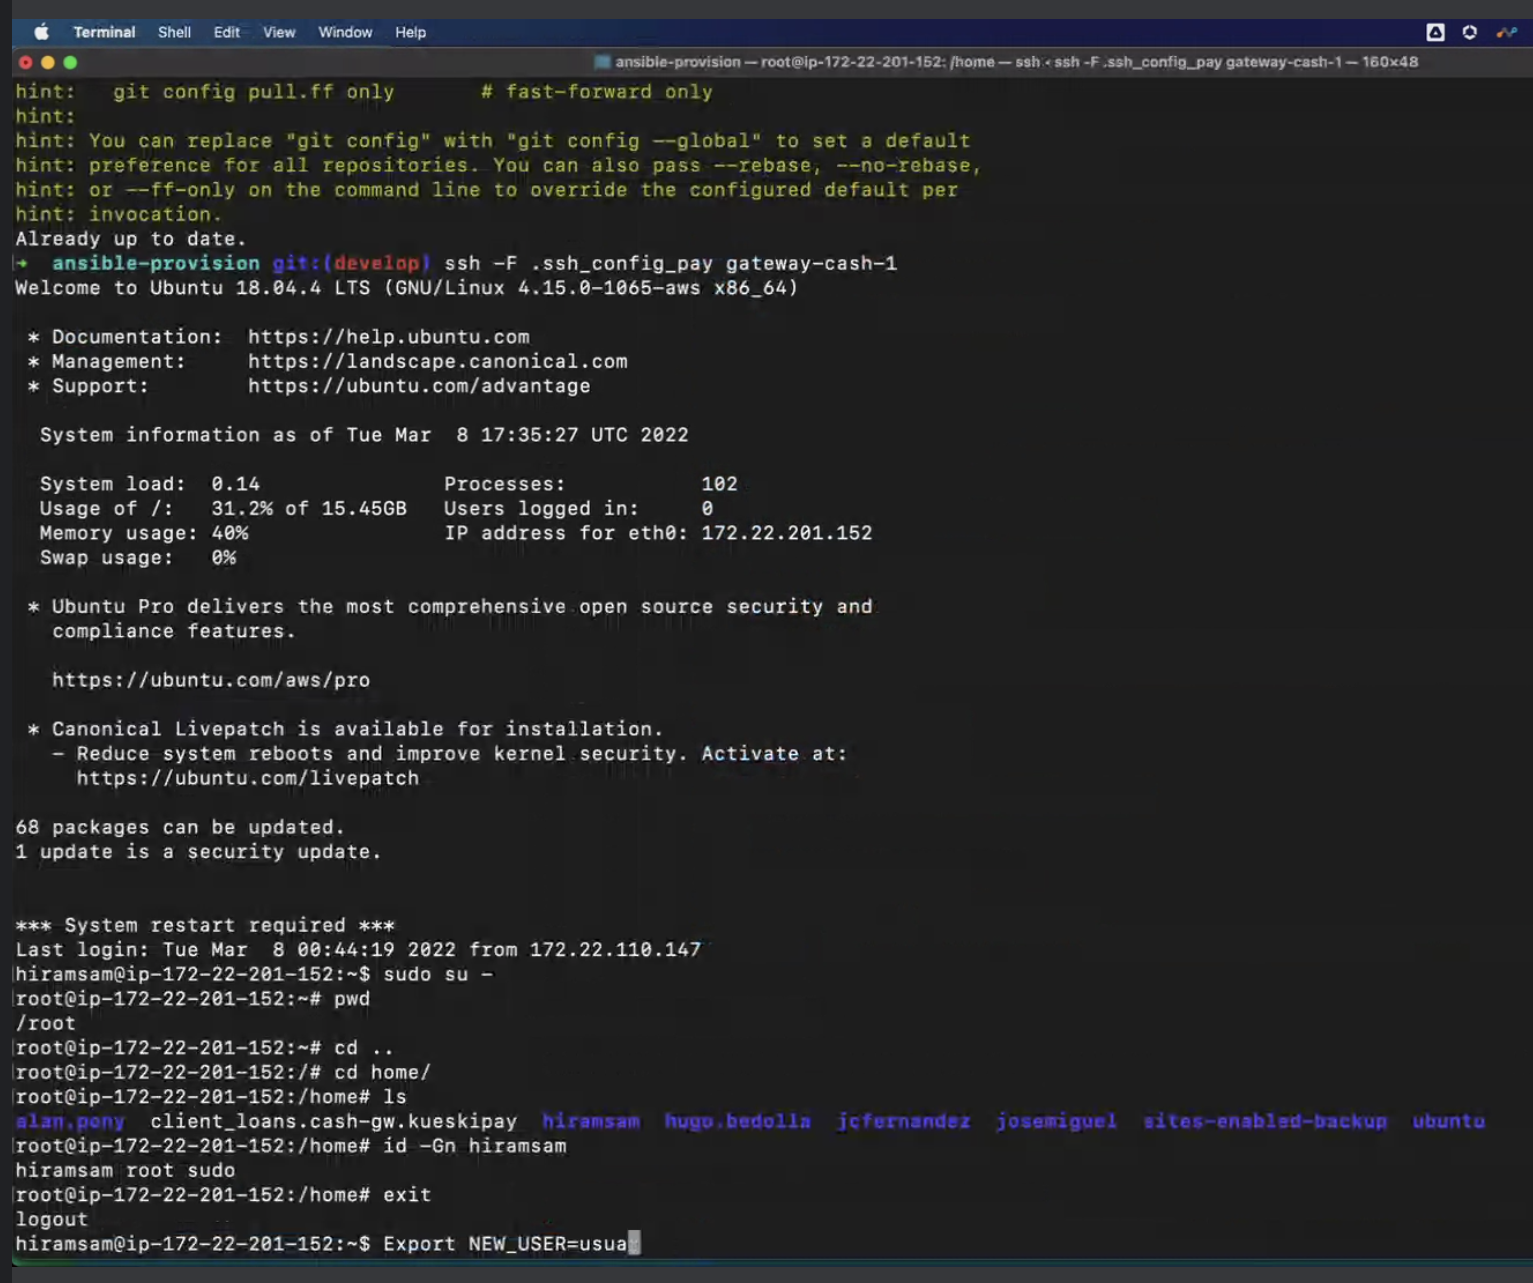 Terminal Shell Edit View Window Help
ansible-provision — root@ip-172-22-201-152: /home — ssh ‹ ssh -F .ssh_config_pay gateway-cash-1 — 160×48
hint:   git config pull.ff only       # fast-forward only
hint:
hint: You can replace "git config" with "git config --global" to set a default
hint: preference for all repositories. You can also pass --rebase, --no-rebase,
hint: or --ff-only on the command line to override the configured default per
hint: invocation.
Already up to date.
➜  ansible-provision git:(develop) ssh -F .ssh_config_pay gateway-cash-1
Welcome to Ubuntu 18.04.4 LTS (GNU/Linux 4.15.0-1065-aws x86_64)
* Documentation:  https://help.ubuntu.com
* Management:     https://landscape.canonical.com
* Support:        https://ubuntu.com/advantage
System information as of Tue Mar  8 17:35:27 UTC 2022
System load:  0.14               Processes:           102
Usage of /:   31.2% of 15.45GB   Users logged in:     0
Memory usage: 40%                IP address for eth0: 172.22.201.152
Swap usage:   0%
* Ubuntu Pro delivers the most comprehensive open source security and
compliance features.
https://ubuntu.com/aws/pro
* Canonical Livepatch is available for installation.
- Reduce system reboots and improve kernel security. Activate at:
https://ubuntu.com/livepatch
68 packages can be updated.
1 update is a security update.
*** System restart required ***
Last login: Tue Mar  8 00:44:19 2022 from 172.22.110.147
hiramsam@ip-172-22-201-152:~$ sudo su -
root@ip-172-22-201-152:~# pwd
/root
root@ip-172-22-201-152:~# cd ..
root@ip-172-22-201-152:/# cd home/
root@ip-172-22-201-152:/home# ls
alan.pony  client_loans.cash-gw.kueskipay  hiramsam  hugo.bedolla  jcfernandez  josemiguel  sites-enabled-backup  ubuntu
root@ip-172-22-201-152:/home# id -Gn hiramsam
hiramsam root sudo
root@ip-172-22-201-152:/home# exit
logout
hiramsam@ip-172-22-201-152:~$ Export NEW_USER=usua